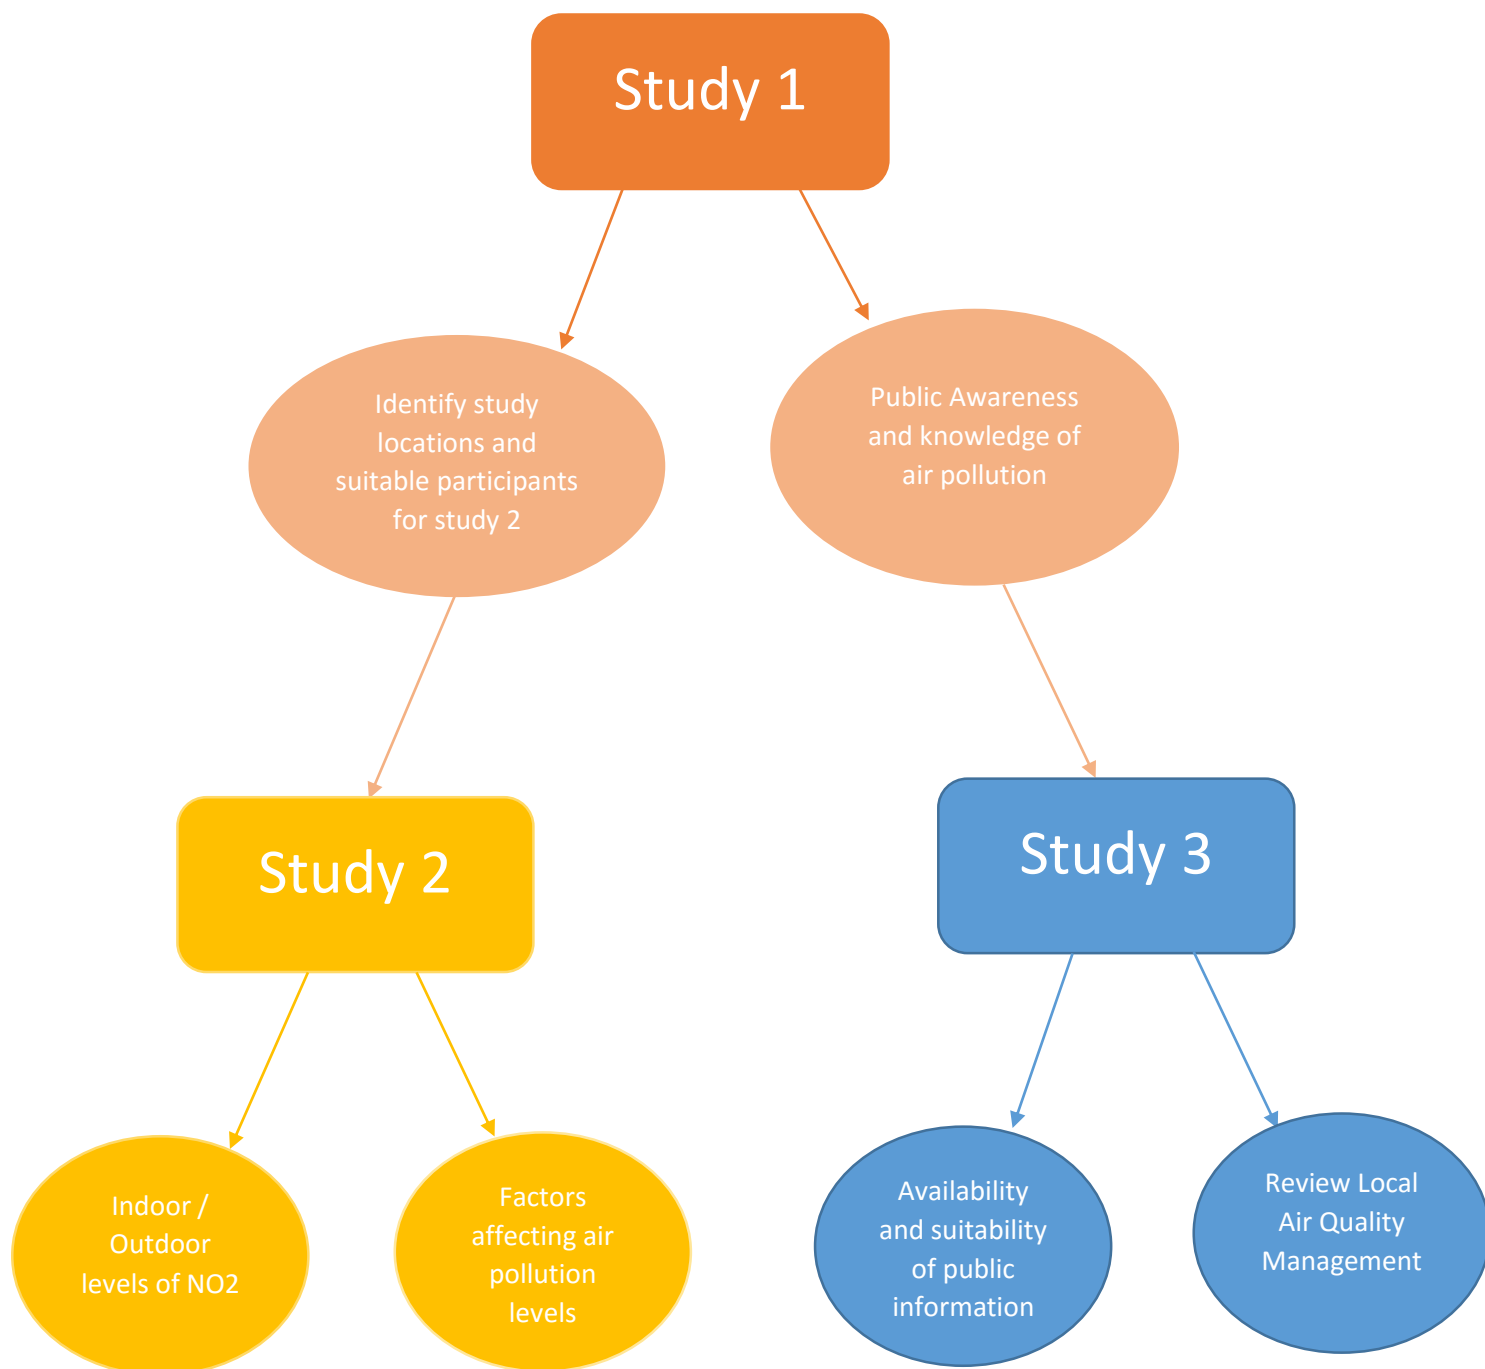 Study 1
Identify study
locations and
suitable participants
for study 2
Public Awareness
and knowledge of
air pollution
Study 2
Study 3
Indoor /
Outdoor
levels of NO2
Factors
affecting air
pollution
levels
Availability
and suitability
of public
information
Review Local
Air Quality
Management